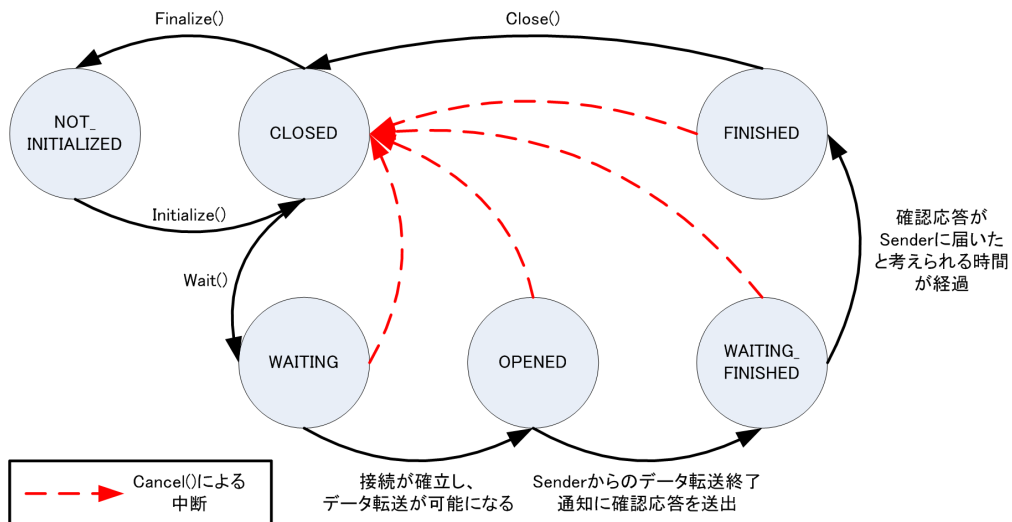 Finalize()
Close()
NOT_
INITIALIZED
CLOSED
FINISHED
Initialize()
確認応答が
Senderに届いた
と考えられる時間
が経過
Wait()
WAITING
OPENED
WAITING_
FINISHED
接続が確立し、
データ転送が可能になる
Senderからのデータ転送終了
通知に確認応答を送出
Cancel()による
中断